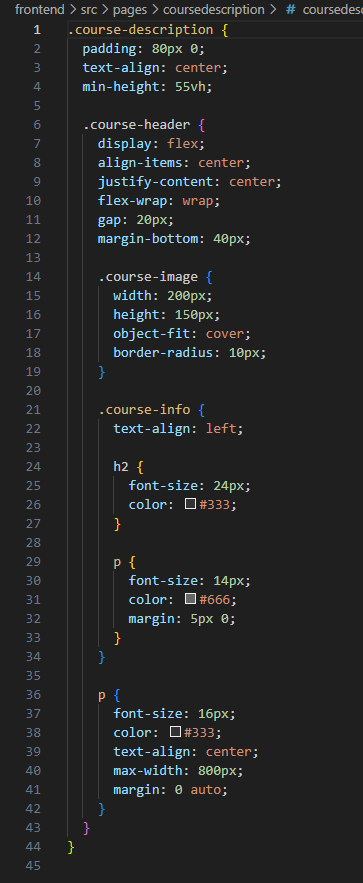 frontend > src > pages > coursedescription > # coursedesc
1 .course-description {
2   padding: 80px 0;
3   text-align: center;
4   min-height: 55vh;
5
6   .course-header {
7     display: flex;
8     align-items: center;
9     justify-content: center;
10     flex-wrap: wrap;
11     gap: 20px;
12     margin-bottom: 40px;
13
14     .course-image {
15       width: 200px;
16       height: 150px;
17       object-fit: cover;
18       border-radius: 10px;
19     }
20
21     .course-info {
22       text-align: left;
23
24       h2 {
25         font-size: 24px;
26         color: #333;
27       }
28
29       p {
30         font-size: 14px;
31         color: #666;
32         margin: 5px 0;
33       }
34     }
35
36     p {
37       font-size: 16px;
38       color: #333;
39       text-align: center;
40       max-width: 800px;
41       margin: 0 auto;
42     }
43   }
44 }
45